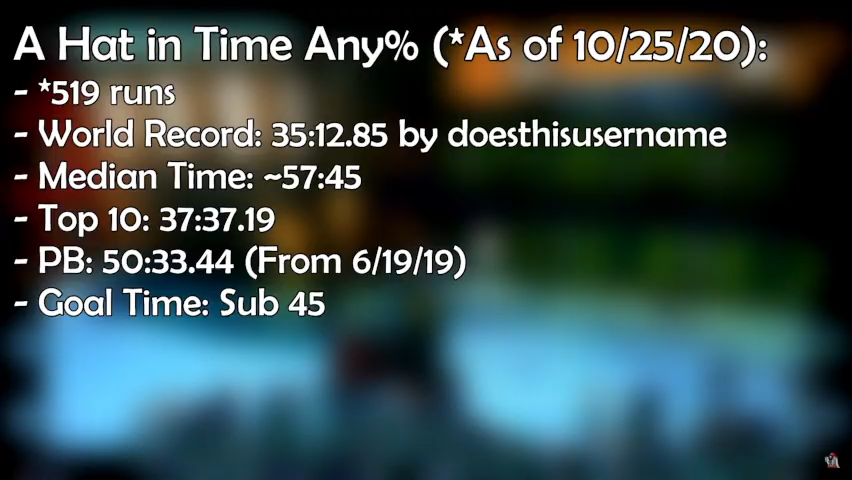 A Hat in Time Any% (*As of 10/25/20):
- *519 runs
- World Record: 35:12.85 by doesthisusername
- Median Time: ~57:45
- Top 10: 37:37.19
- PB: 50:33.44 (From 6/19/19)
- Goal Time: Sub 45